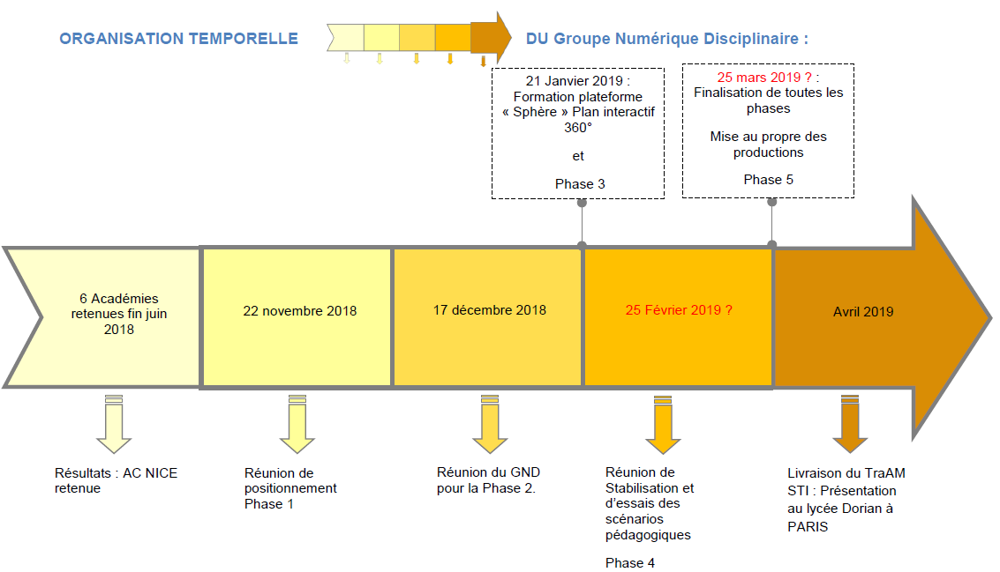 ORGANISATION TEMPORELLE
DU Groupe Numérique Disciplinaire :
21 Janvier 2019 :
Formation plateforme
« Sphère » Plan interactif
360°
et
Phase 3
25 mars 2019 ? :
Finalisation de toutes les
phases
Mise au propre des
productions
Phase 5
6 Académies
retenues fin juin
2018
22 novembre 2018
17 décembre 2018
25 Février 2019 ?
Avril 2019
Résultats : AC NICE
retenue
Réunion de
positionnement
Phase 1
Réunion du GND
pour la Phase 2.
Réunion de
Stabilisation et
d’essais des
scénarios
pédagogiques
Phase 4
Livraison du TraAM
STI : Présentation
au lycée Dorian à
PARIS